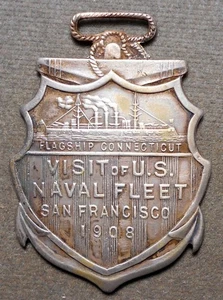 FLAGSHIP CONNECTICUT
VISIT OF U.S.
NAVAL FLEET
SAN FRANCISCO
1908